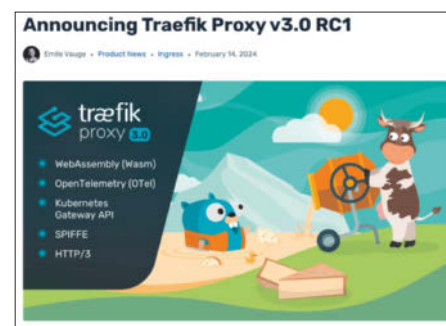 Announcing Traefik Proxy v3.0 RC1
Emile Vauge • Product News • Ingress • February 14, 2024
træfik
proxy 3.0
WebAssembly (Wasm)
OpenTelemetry (OTel)
Kubernetes
Gateway API
SPIFFE
HTTP/3